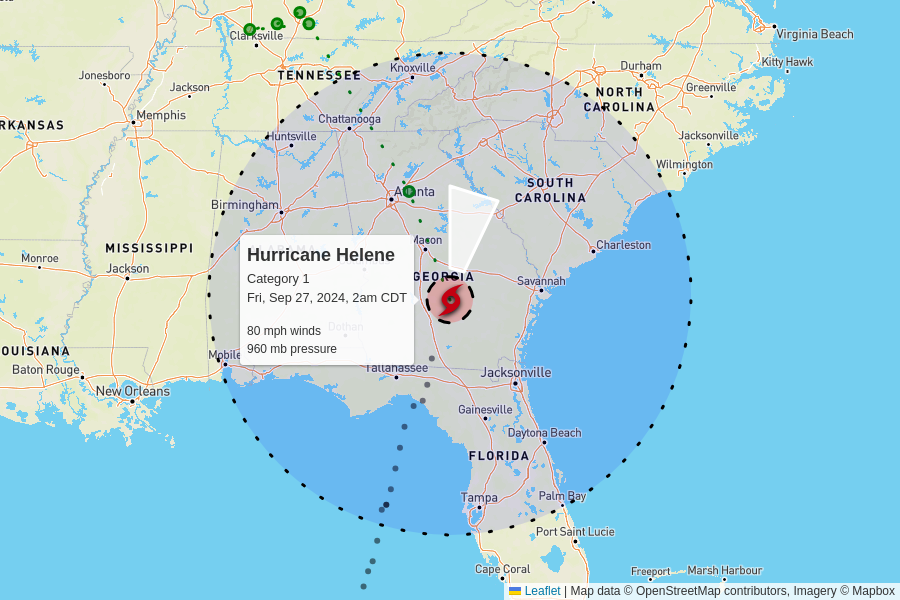 Clarksville
Virginia Beach
Knoxville
Durham
Kitty Hawk
TENNESSEE
Jonesboro
Jackson
NORTH
CAROLINA
Greenville
Memphis
Chattanooga
RKANSAS
Huntsville
Jacksonville
Wilmington
Atlanta
SOUTH
CAROLINA
Birmingham
MISSISSIPPI
ALABAMA
Macon
Charleston
Monroe
Jackson
GEORGIA
Savannah
Hurricane Helene
Category 1
Fri, Sep 27, 2024, 2am CDT
80 mph winds
960 mb pressure
Dothan
OUISIANA
Mobile
Baton Rouge
Tallahassee
Jacksonville
New Orleans
Gainesville
Daytona Beach
FLORIDA
Tampa
Palm Bay
Port Saint Lucie
Cape Coral
Freeport
Marsh Harbour
Leaflet | Map data © OpenStreetMap contributors, Imagery © Mapbox